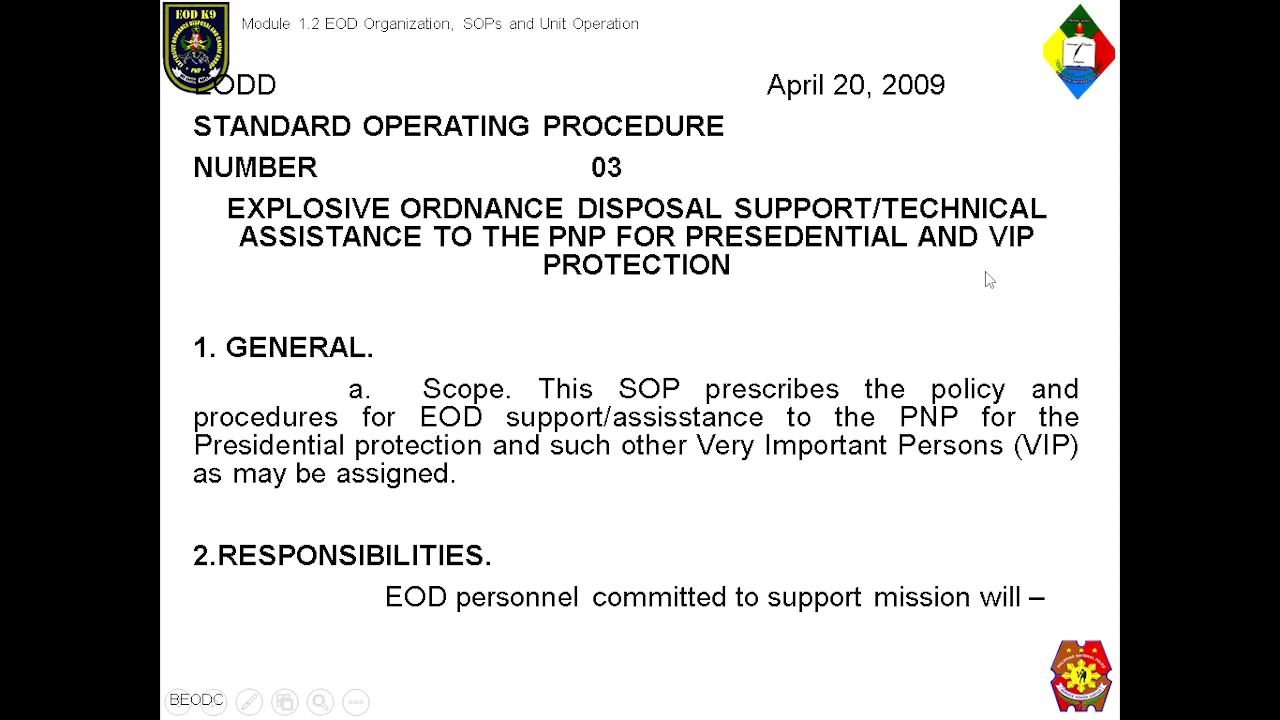 EOD K9
Module 1.2 EOD Organization, SOPs and Unit Operation
EODD April 20, 2009
STANDARD OPERATING PROCEDURE
NUMBER 03
EXPLOSIVE ORDNANCE DISPOSAL SUPPORT/TECHNICAL
ASSISTANCE TO THE PNP FOR PRESEDENTIAL AND VIP
PROTECTION
1. GENERAL.
a. Scope. This SOP prescribes the policy and
procedures for EOD support/assisstance to the PNP for the
Presidential protection and such other Very Important Persons (VIP)
as may be assigned.
2.RESPONSIBILITIES.
EOD personnel committed to support mission will –
BEODC